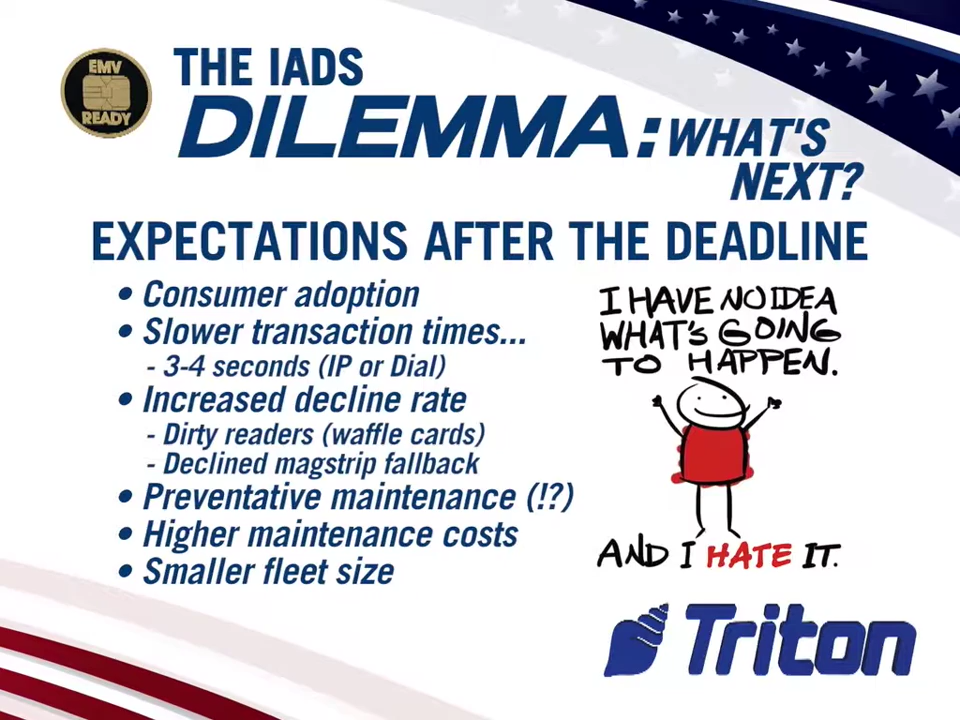 EMV
READY
THE IADS
DILEMMA: WHAT'S
NEXT?
EXPECTATIONS AFTER THE DEADLINE
• Consumer adoption
• Slower transaction times...
- 3-4 seconds (IP or Dial)
• Increased decline rate
- Dirty readers (waffle cards)
- Declined magstrip fallback
• Preventative maintenance (!?)
• Higher maintenance costs
• Smaller fleet size
I HAVE NO IDEA
WHAT'S GOING
TO HAPPEN.
AND I HATE IT.
Triton